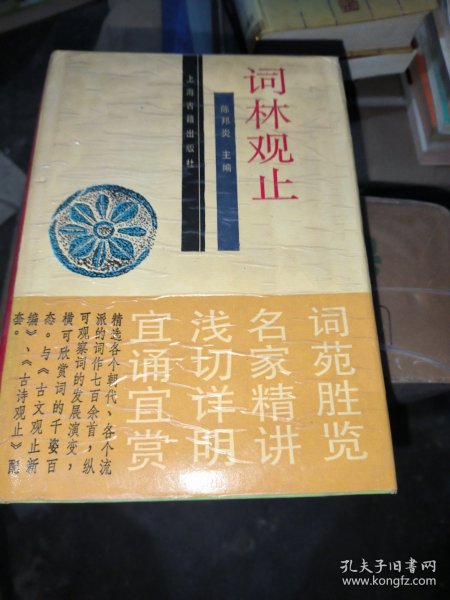 词林观止
陈邦炎 主编
上海古籍出版社
词苑胜览
名家精讲
浅切详明
宜诵宜赏
精选各个朝代、各个流
派的词作七百余首，纵
可观察词的发展演变，
横可欣赏词的千姿百
态。与《古文观止新
编》、《古诗观止》配
套。
孔夫子旧书网
www.kongfz.com